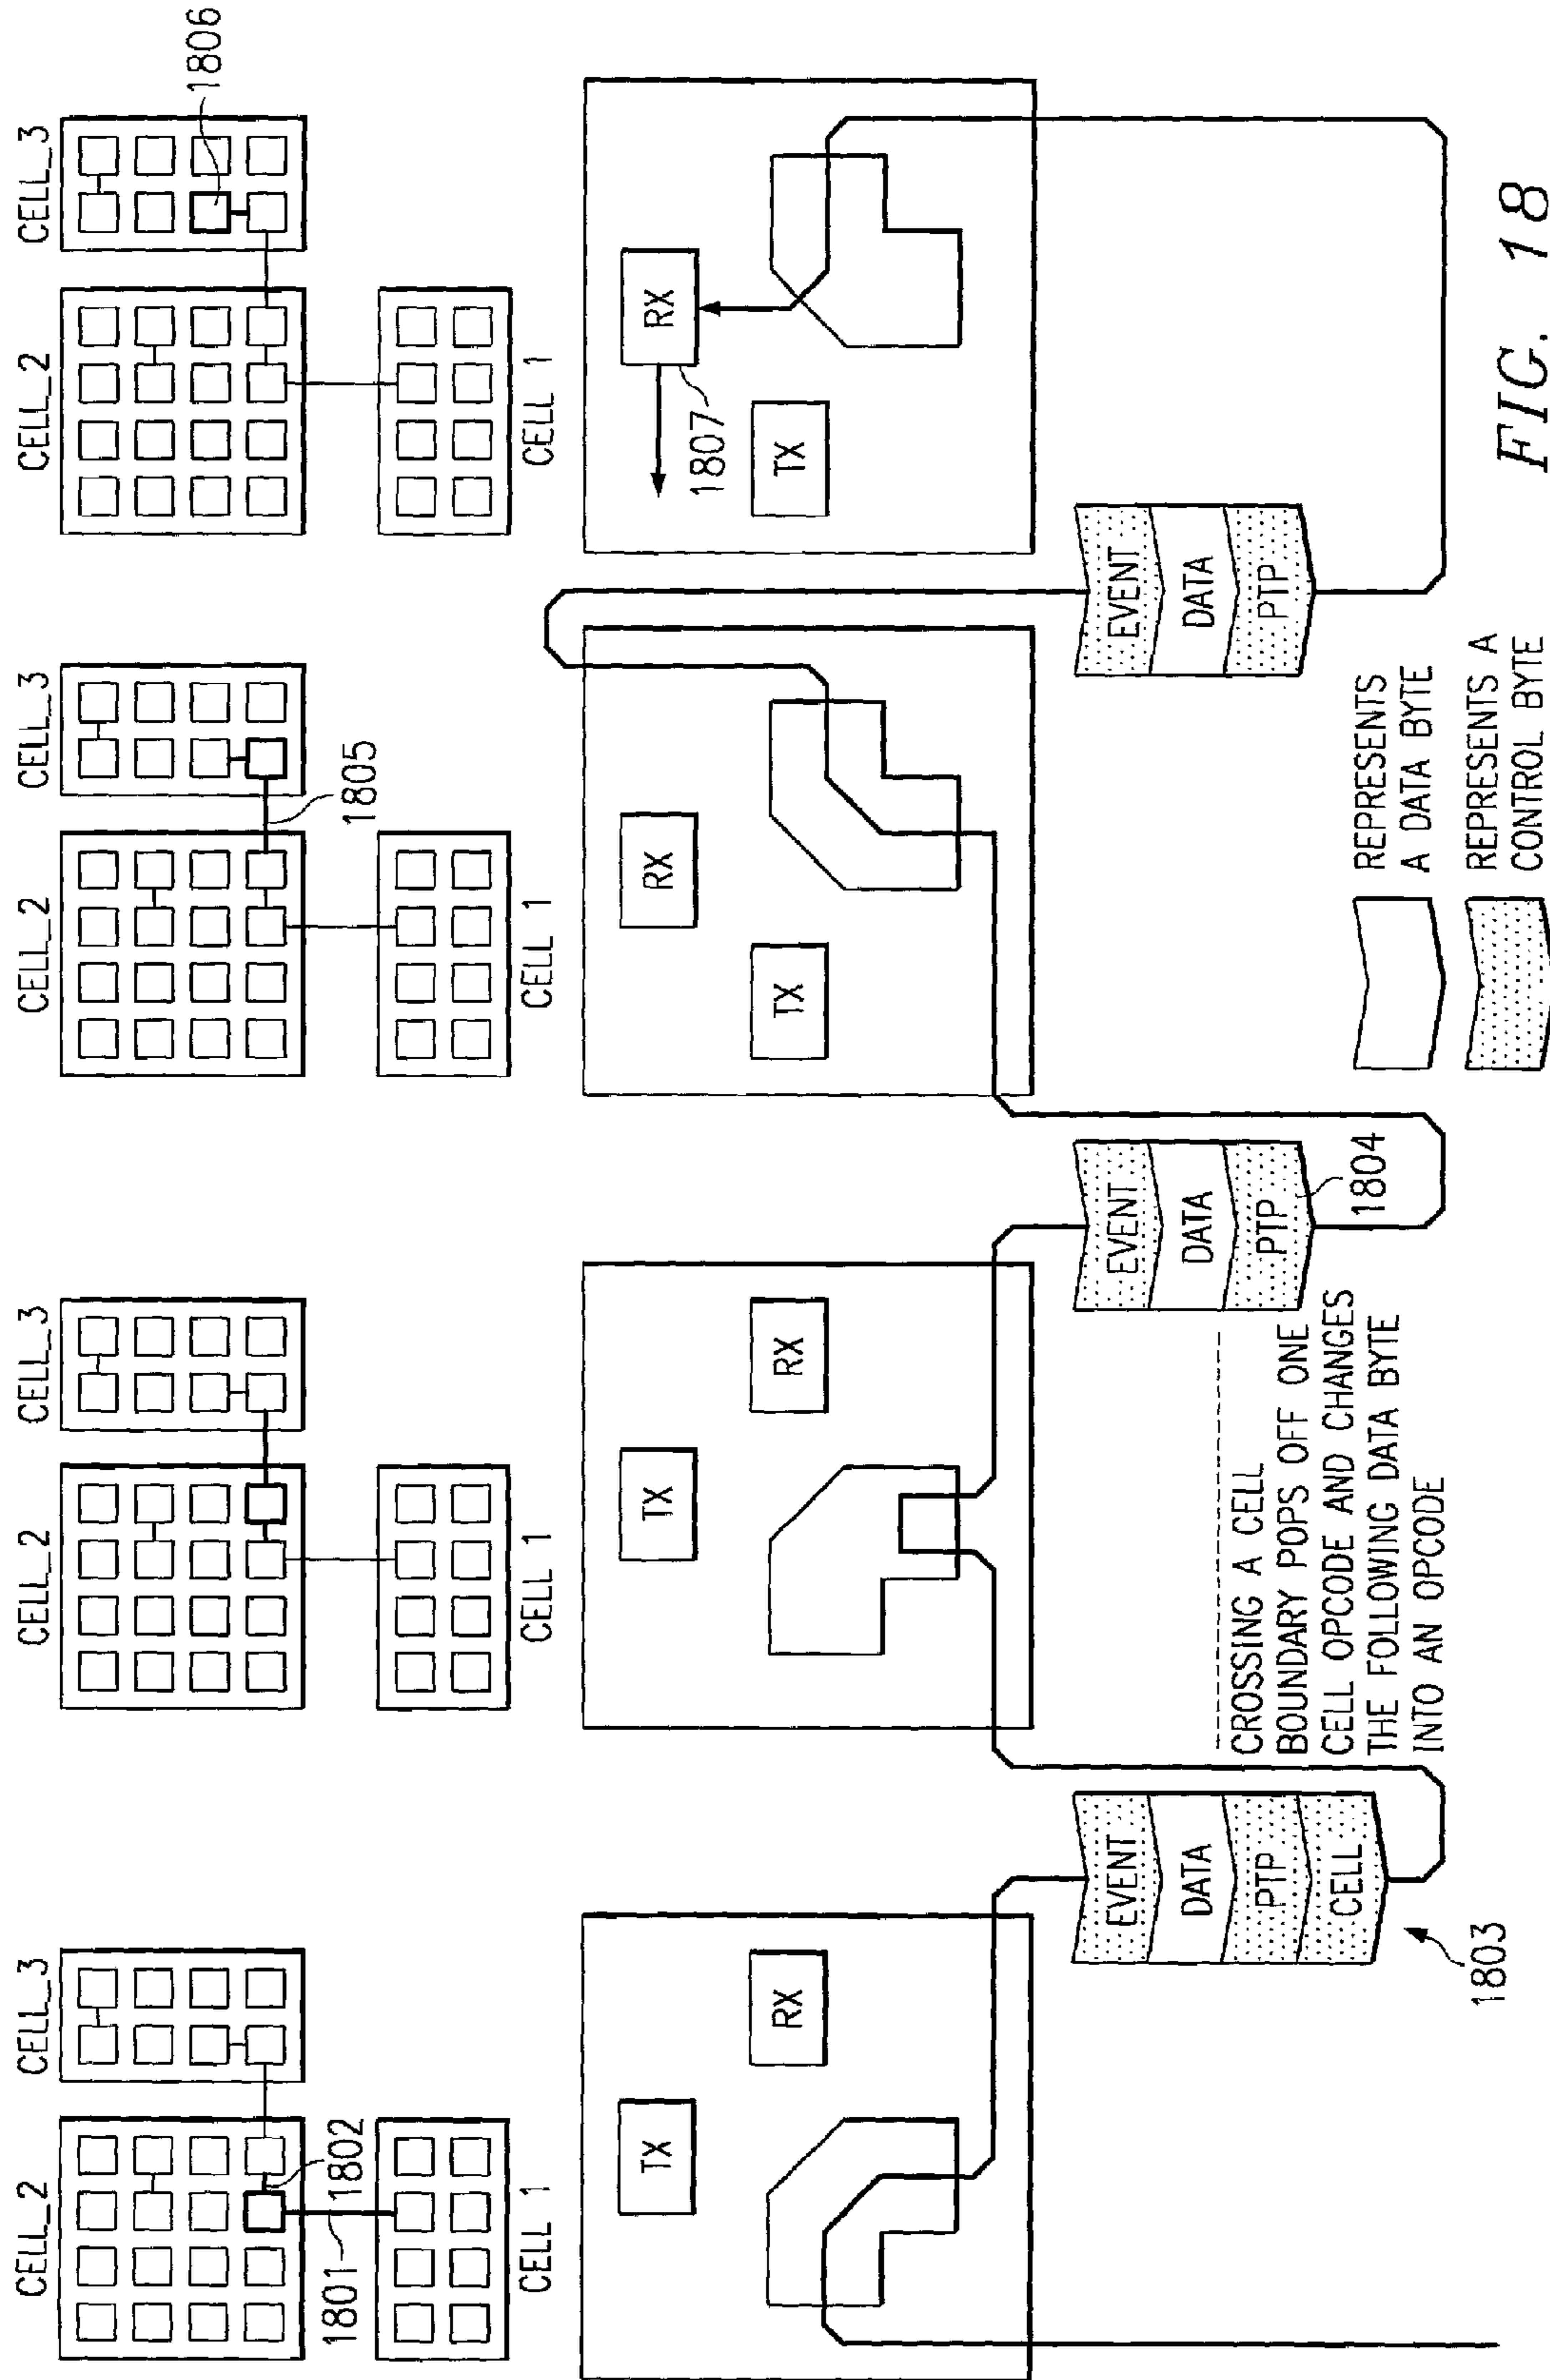 CELL_2
CELL_3
1801
1802
CELL 1
TX
RX
EVENT
DATA
PTP
CELL
1803
CELL_2
CELL_3
CELL 1
TX
RX
CROSSING A CELL
BOUNDARY POPS OFF ONE
CELL OPCODE AND CHANGES
THE FOLLOWING DATA BYTE
INTO AN OPCODE
EVENT
DATA
PTP
1804
CELL_2
CELL_3
1805
CELL 1
TX
RX
EVENT
DATA
PTP
CELL_2
CELL_3
1806
CELL 1
TX
RX
1807
REPRESENTS
A DATA BYTE
REPRESENTS A
CONTROL BYTE
FIG. 18